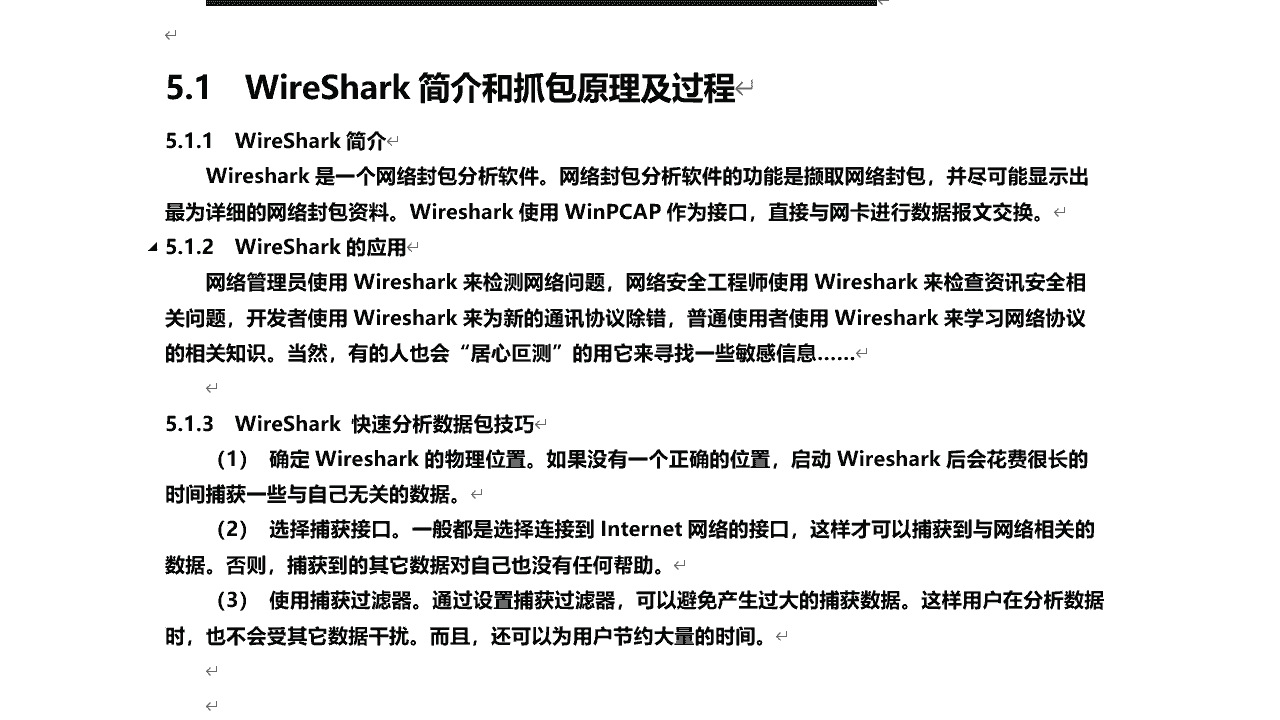 5.1 WireShark 简介和抓包原理及过程
5.1.1 WireShark 简介
Wireshark 是一个网络封包分析软件。网络封包分析软件的功能是撷取网络封包，并尽可能显示出
最为详细的网络封包资料。Wireshark 使用 WinPCAP 作为接口，直接与网卡进行数据报文交换。
5.1.2 WireShark 的应用
网络管理员使用 Wireshark 来检测网络问题，网络安全工程师使用 Wireshark 来检查资讯安全相
关问题，开发者使用 Wireshark 来为新的通讯协议除错，普通使用者使用 Wireshark 来学习网络协议
的相关知识。当然，有的人也会“居心叵测”的用它来寻找一些敏感信息……
5.1.3 WireShark 快速分析数据包技巧
（1） 确定 Wireshark 的物理位置。如果没有一个正确的位置，启动 Wireshark 后会花费很长的
时间捕获一些与自己无关的数据。
（2） 选择捕获接口。一般都是选择连接到 Internet 网络的接口，这样才可以捕获到与网络相关的
数据。否则，捕获到的其它数据对自己也没有任何帮助。
（3） 使用捕获过滤器。通过设置捕获过滤器，可以避免产生过大的捕获数据。这样用户在分析数据
时，也不会受其它数据干扰。而且，还可以为用户节约大量的时间。